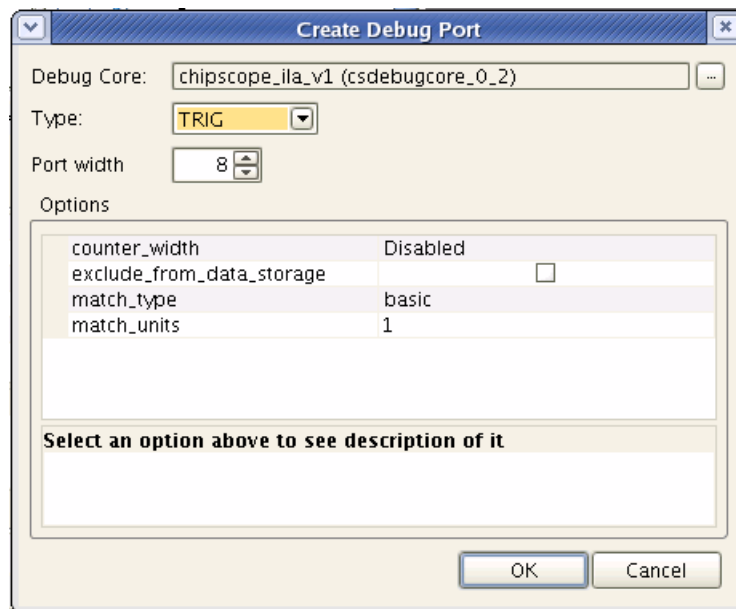 Create Debug Port
Debug Core: chipscope_ila_v1 (csdebugcore_0_2) ...
Type: TRIG
Port width 8
Options
counter_width Disabled
exclude_from_data_storage
match_type basic
match_units 1
Select an option above to see description of it
OK Cancel